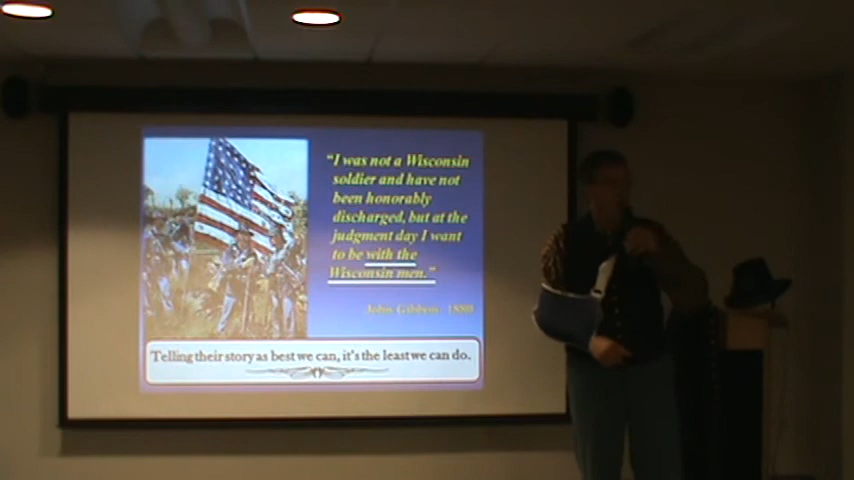 “I was not a Wisconsin
soldier and have not
been honorably
discharged, but at the
judgment day I want
to be with the
Wisconsin men.”
John Gibbon 1880
Telling their story as best we can, it's the least we can do.